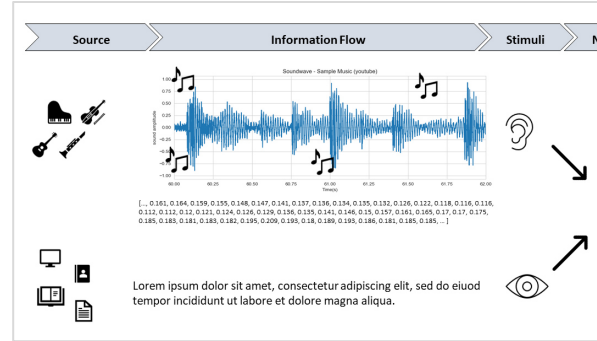 Source
Information Flow
Stimuli
N
Soundwave - Sample Music (youtube)
sound amplitude
1.00
0.75
0.50
0.25
0.00
-0.25
-0.50
-0.75
-1.00
60.00 60.25 60.50 60.75 61.00 61.25 61.50 61.75 62.00
Time(s)
[..., 0.161, 0.164, 0.159, 0.155, 0.148, 0.147, 0.141, 0.137, 0.136, 0.134, 0.135, 0.132, 0.126, 0.122, 0.118, 0.116, 0.116,
0.112, 0.112, 0.12, 0.121, 0.124, 0.126, 0.129, 0.136, 0.135, 0.141, 0.146, 0.15, 0.157, 0.161, 0.165, 0.17, 0.17, 0.175,
0.185, 0.183, 0.181, 0.183, 0.182, 0.195, 0.209, 0.193, 0.18, 0.189, 0.193, 0.186, 0.181, 0.185, 0.185, ... ]
Lorem ipsum dolor sit amet, consectetur adipiscing elit, sed do eiuod
tempor incididunt ut labore et dolore magna aliqua.